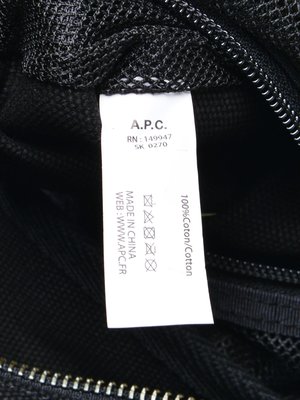 A.P.C.
RN : 149947
SK 0270
100%Coton/Cotton
MADE IN CHINA
WEB : WWW.APC.FR